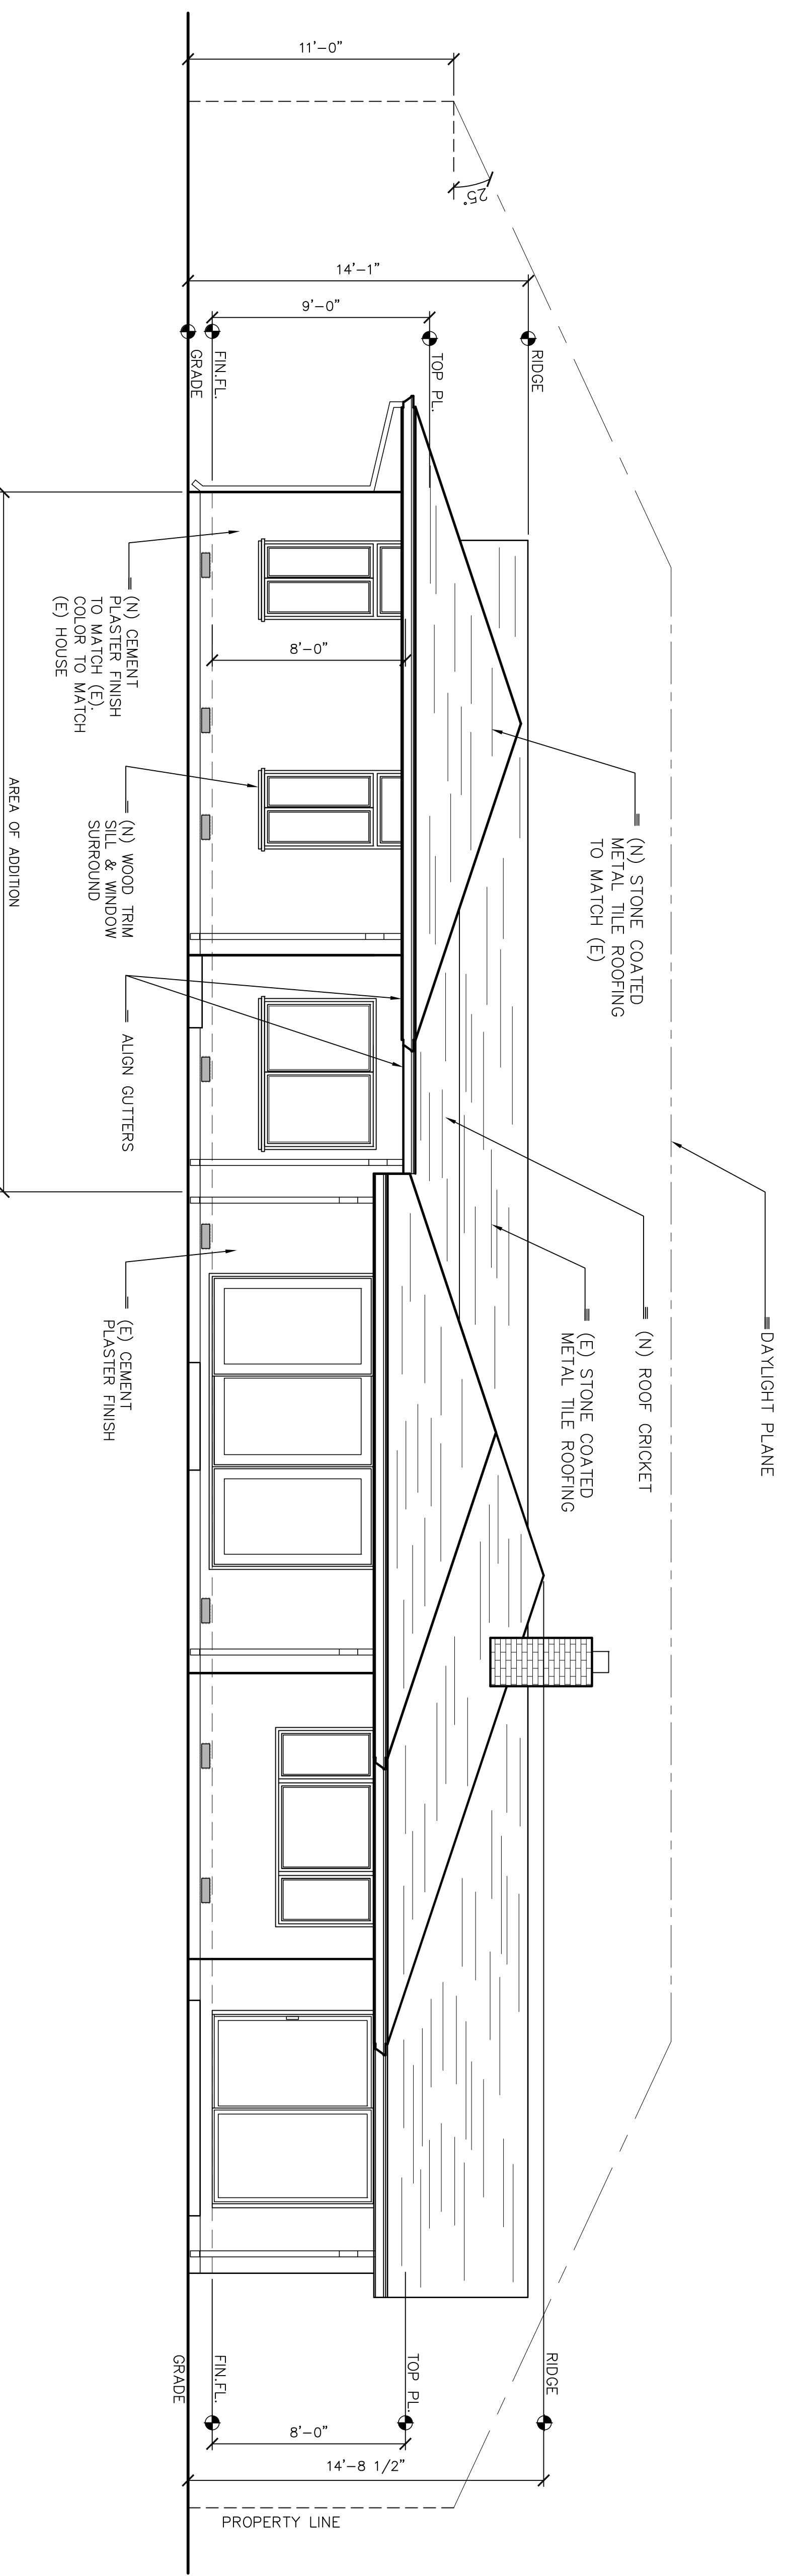 11'-0"
25°
14'-1"
9'-0"
RIDGE
TOP PL.
FIN.FL.
GRADE
DAYLIGHT PLANE
(N) STONE COATED
METAL TILE ROOFING
TO MATCH (E)
(N) ROOF CRICKET
(E) STONE COATED
METAL TILE ROOFING
8'-0"
(N) CEMENT
PLASTER FINISH
TO MATCH (E).
COLOR TO MATCH
(E) HOUSE
(N) WOOD TRIM
SILL & WINDOW
SURROUND
ALIGN GUTTERS
(E) CEMENT
PLASTER FINISH
AREA OF ADDITION
RIDGE
TOP PL.
FIN.FL.
GRADE
8'-0"
14'-8 1/2"
PROPERTY LINE